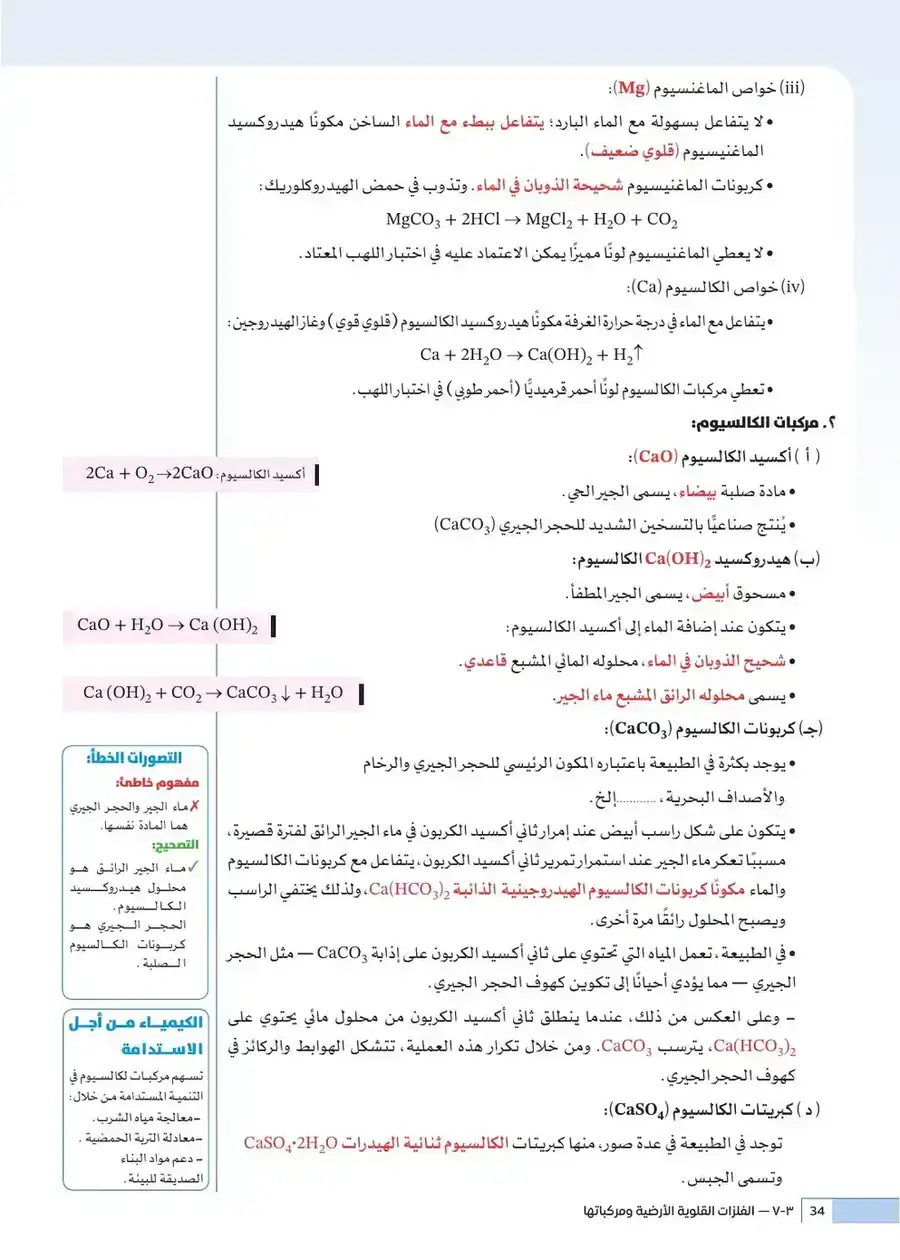 (iii) خواص الماغنسيوم (Mg):
• لا يتفاعل بسهولة مع الماء البارد؛ يتفاعل ببطء مع الماء الساخن مكونًا هيدروكسيد
الماغنيسيوم (قلوي ضعيف).
• كربونات الماغنيسيوم شحيحة الذوبان في الماء. وتذوب في حمض الهيدروكلوريك:
MgCO₃ + 2HCl → MgCl₂ + H₂O + CO₂
• لا يعطي الماغنيسيوم لونًا مميزًا يمكن الاعتماد عليه في اختبار اللهب المعتاد.
(iv) خواص الكالسيوم (Ca):
• يتفاعل مع الماء في درجة حرارة الغرفة مكونًا هيدروكسيد الكالسيوم (قلوي قوي) وغاز الهيدروجين:
Ca + 2H₂O → Ca(OH)₂ + H₂↑
• تعطي مركبات الكالسيوم لونًا أحمر قرميديًّا (أحمر طوبي) في اختبار اللهب.
٢. مركبات الكالسيوم:
( أ ) أكسيد الكالسيوم (CaO):
أكسيد الكالسيوم: 2Ca + O₂→2CaO
• مادة صلبة بيضاء، يسمى الجير الحي.
• يُنتج صناعيًّا بالتسخين الشديد للحجر الجيري (CaCO₃)
(ب) هيدروكسيد Ca(OH)₂ الكالسيوم:
• مسحوق أبيض، يسمى الجير المطفأ.
• يتكون عند إضافة الماء إلى أكسيد الكالسيوم:
CaO + H₂O → Ca (OH)₂
• شحيح الذوبان في الماء، محلوله المائي المشبع قاعدي.
• يسمى محلوله الرائق المشبع ماء الجير.
Ca (OH)₂ + CO₂ → CaCO₃ ↓ + H₂O
(جـ) كربونات الكالسيوم (CaCO₃):
• يوجد بكثرة في الطبيعة باعتباره المكون الرئيسي للحجر الجيري والرخام
والأصداف البحرية، ............إلخ.
• يتكون على شكل راسب أبيض عند إمرار ثاني أكسيد الكربون في ماء الجير الرائق لفترة قصيرة،
مسببًا تعكر ماء الجير عند استمرار تمرير ثاني أكسيد الكربون، يتفاعل مع كربونات الكالسيوم
والماء مكونًا كربونات الكالسيوم الهيدروجينية الذائبة Ca(HCO₃)₂، ولذلك يختفي الراسب
ويصبح المحلول رائقًا مرة أخرى.
• في الطبيعة، تعمل المياه التي تحتوي على ثاني أكسيد الكربون على إذابة CaCO₃ — مثل الحجر
الجيري — مما يؤدي أحيانًا إلى تكوين كهوف الحجر الجيري.
– وعلى العكس من ذلك، عندما ينطلق ثاني أكسيد الكربون من محلول مائي يحتوي على
Ca(HCO₃)₂، يترسب CaCO₃. ومن خلال تكرار هذه العملية، تتشكل الهوابط والركائز في
كهوف الحجر الجيري.
( د ) كبريتات الكالسيوم (CaSO₄):
توجد في الطبيعة في عدة صور، منها كبريتات الكالسيوم ثنائية الهيدرات CaSO₄·2H₂O
وتسمى الجبس.
التصورات الخطأ:
مفهوم خاطئ:
✗ ماء الجير والحجر الجيري
هما المادة نفسها.
التصحيح:
✓ ماء الجير الرائق هو
محلول هيدروكسيد
الكالسيوم.
الحجر الجيري هو
كربونات الكالسيوم
الصلبة.
الكيمياء من أجل
الاستدامة
تسهم مركبات لكالسيوم في
التنمية المستدامة من خلال:
–معالجة مياه الشرب.
–معادلة التربة الحمضية .
– دعم مواد البناء
الصديقة للبيئة.
34 ٣-٧ — الفلزات القلوية الأرضية ومركباتها